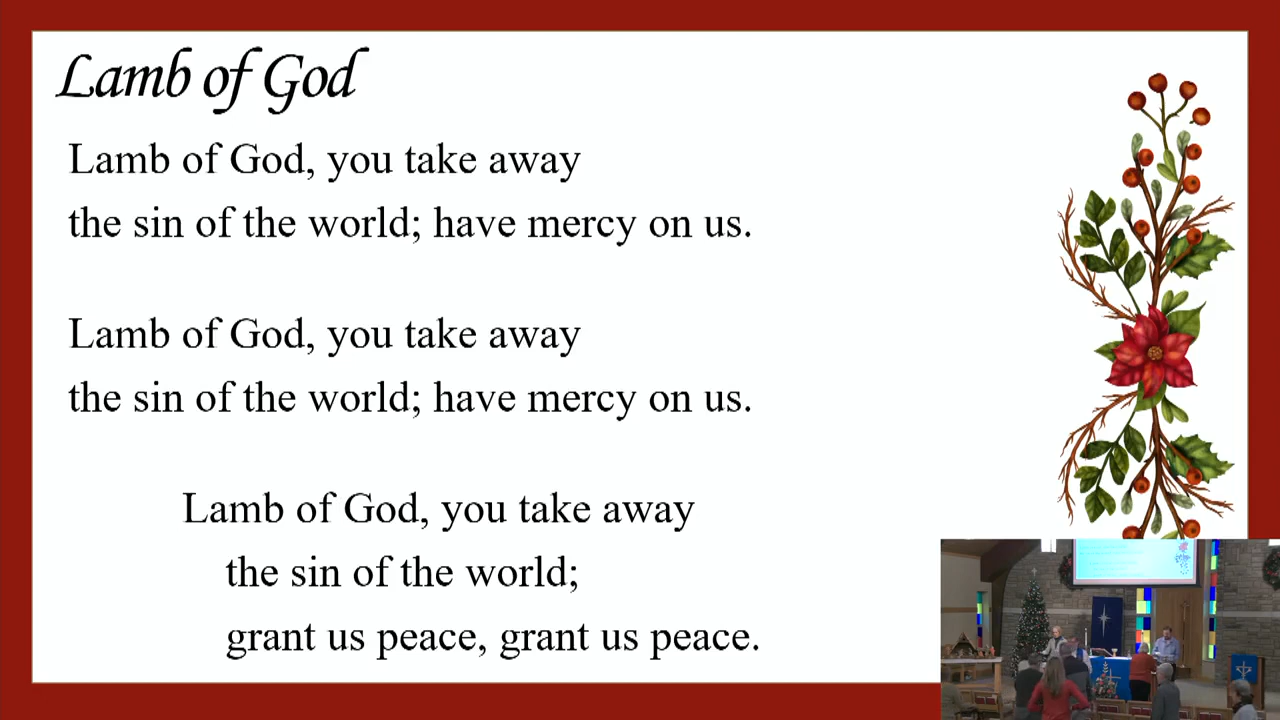 Lamb of God
Lamb of God, you take away
the sin of the world; have mercy on us.
Lamb of God, you take away
the sin of the world; have mercy on us.
Lamb of God, you take away
the sin of the world;
grant us peace, grant us peace.